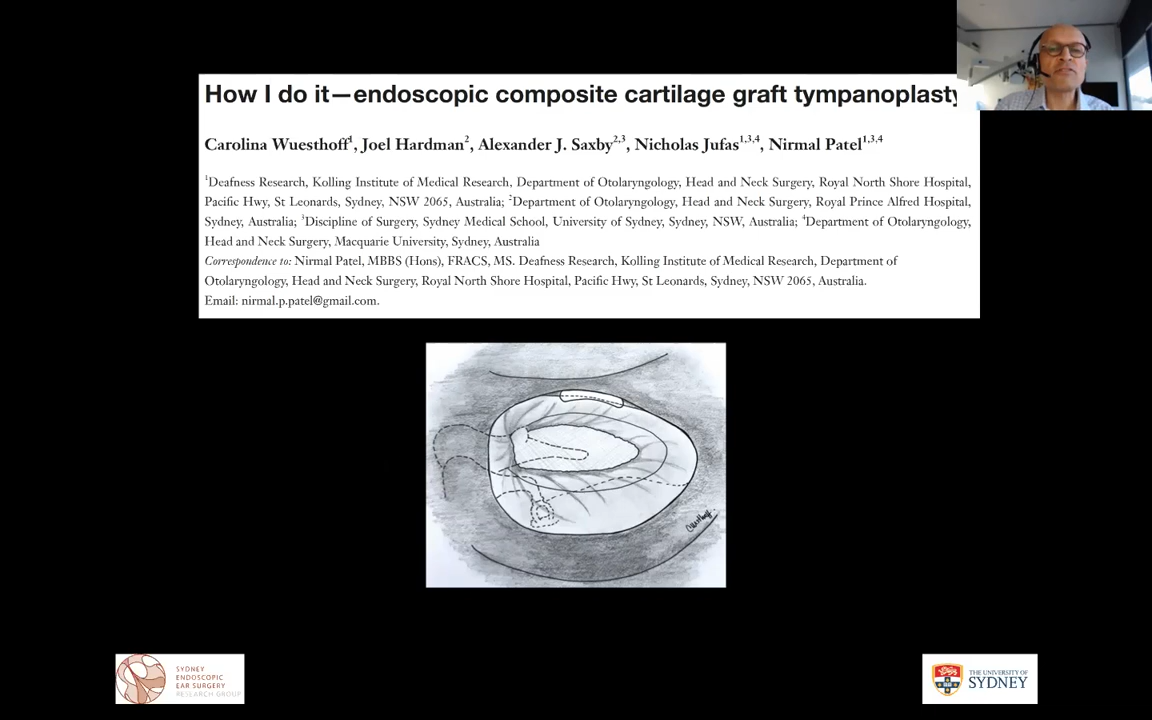 How I do it—endoscopic composite cartilage graft tympanoplasty
Carolina Wuesthoff1, Joel Hardman2, Alexander J. Saxby2,3, Nicholas Jufas1,3,4, Nirmal Patel1,3,4
1Deafness Research, Kolling Institute of Medical Research, Department of Otolaryngology, Head and Neck Surgery, Royal North Shore Hospital,
Pacific Hwy, St Leonards, Sydney, NSW 2065, Australia; 2Department of Otolaryngology, Head and Neck Surgery, Royal Prince Alfred Hospital,
Sydney, Australia; 3Discipline of Surgery, Sydney Medical School, University of Sydney, Sydney, NSW, Australia; 4Department of Otolaryngology,
Head and Neck Surgery, Macquarie University, Sydney, Australia
Correspondence to: Nirmal Patel, MBBS (Hons), FRACS, MS. Deafness Research, Kolling Institute of Medical Research, Department of
Otolaryngology, Head and Neck Surgery, Royal North Shore Hospital, Pacific Hwy, St Leonards, Sydney, NSW 2065, Australia.
Email: nirmal.p.patel@gmail.com.
SYDNEY
ENDOSCOPIC
EAR SURGERY
RESEARCH GROUP
THE UNIVERSITY OF
SYDNEY